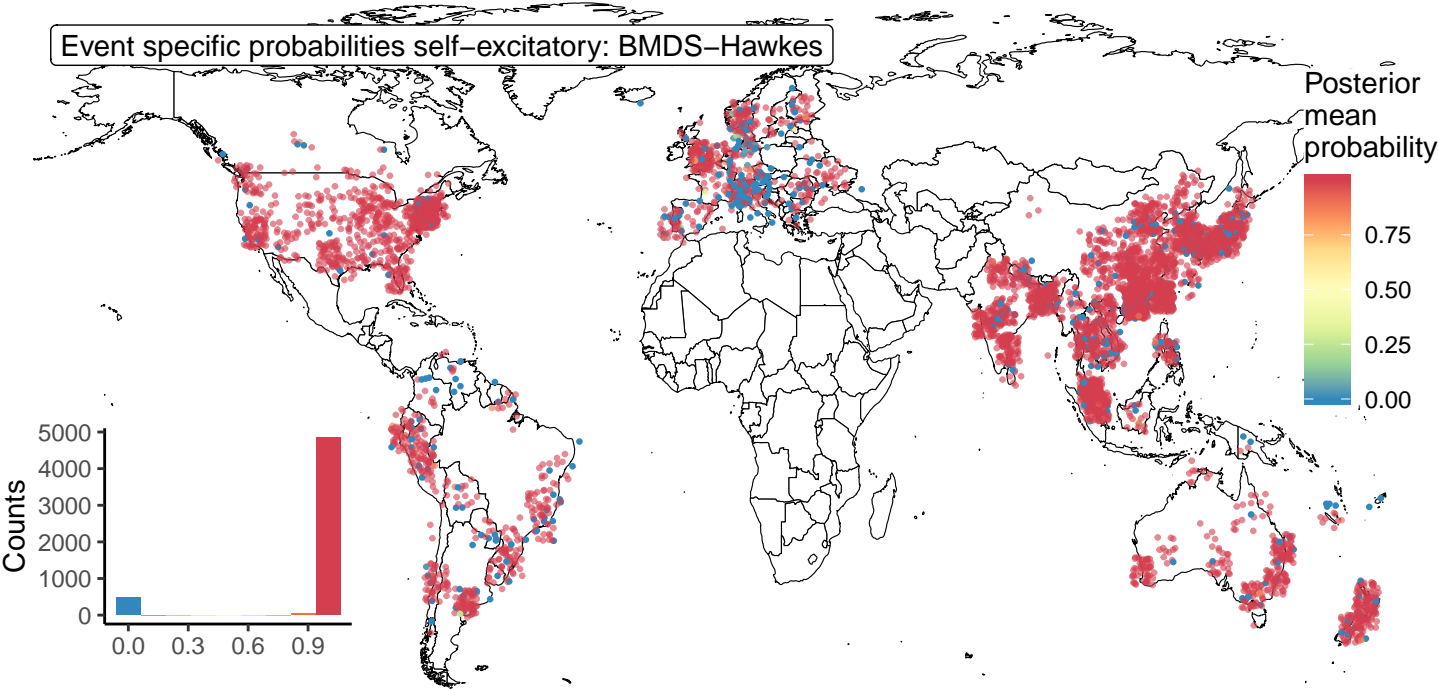 Event specific probabilities self−excitatory: BMDS−Hawkes
Posterior
mean
probability
0.75
0.50
0.25
0.00
Counts
5000
4000
3000
2000
1000
0
0.0 0.3 0.6 0.9